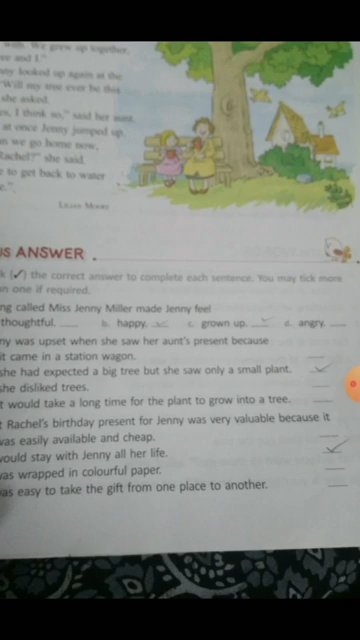 with. We grew up together,
ee and I."
ny looked up again at the
"Will my tree ever be this
she asked.
es, I think so," said her aunt.
at once Jenny jumped up.
n we go home now,
Rachel?" she said.
to get back to water
e."
LILIAN MOORE
US ANSWER
k (✓) the correct answer to complete each sentence. You may tick more
n one if required.
ng called Miss Jenny Miller made Jenny feel
thoughtful. b. happy. ✓ c. grown up. ✓ d. angry.
ny was upset when she saw her aunt's present because
it came in a station wagon.
she had expected a big tree but she saw only a small plant. ✓
she disliked trees.
t would take a long time for the plant to grow into a tree.
t Rachel's birthday present for Jenny was very valuable because it
was easily available and cheap.
would stay with Jenny all her life. ✓
was wrapped in colourful paper.
was easy to take the gift from one place to another.